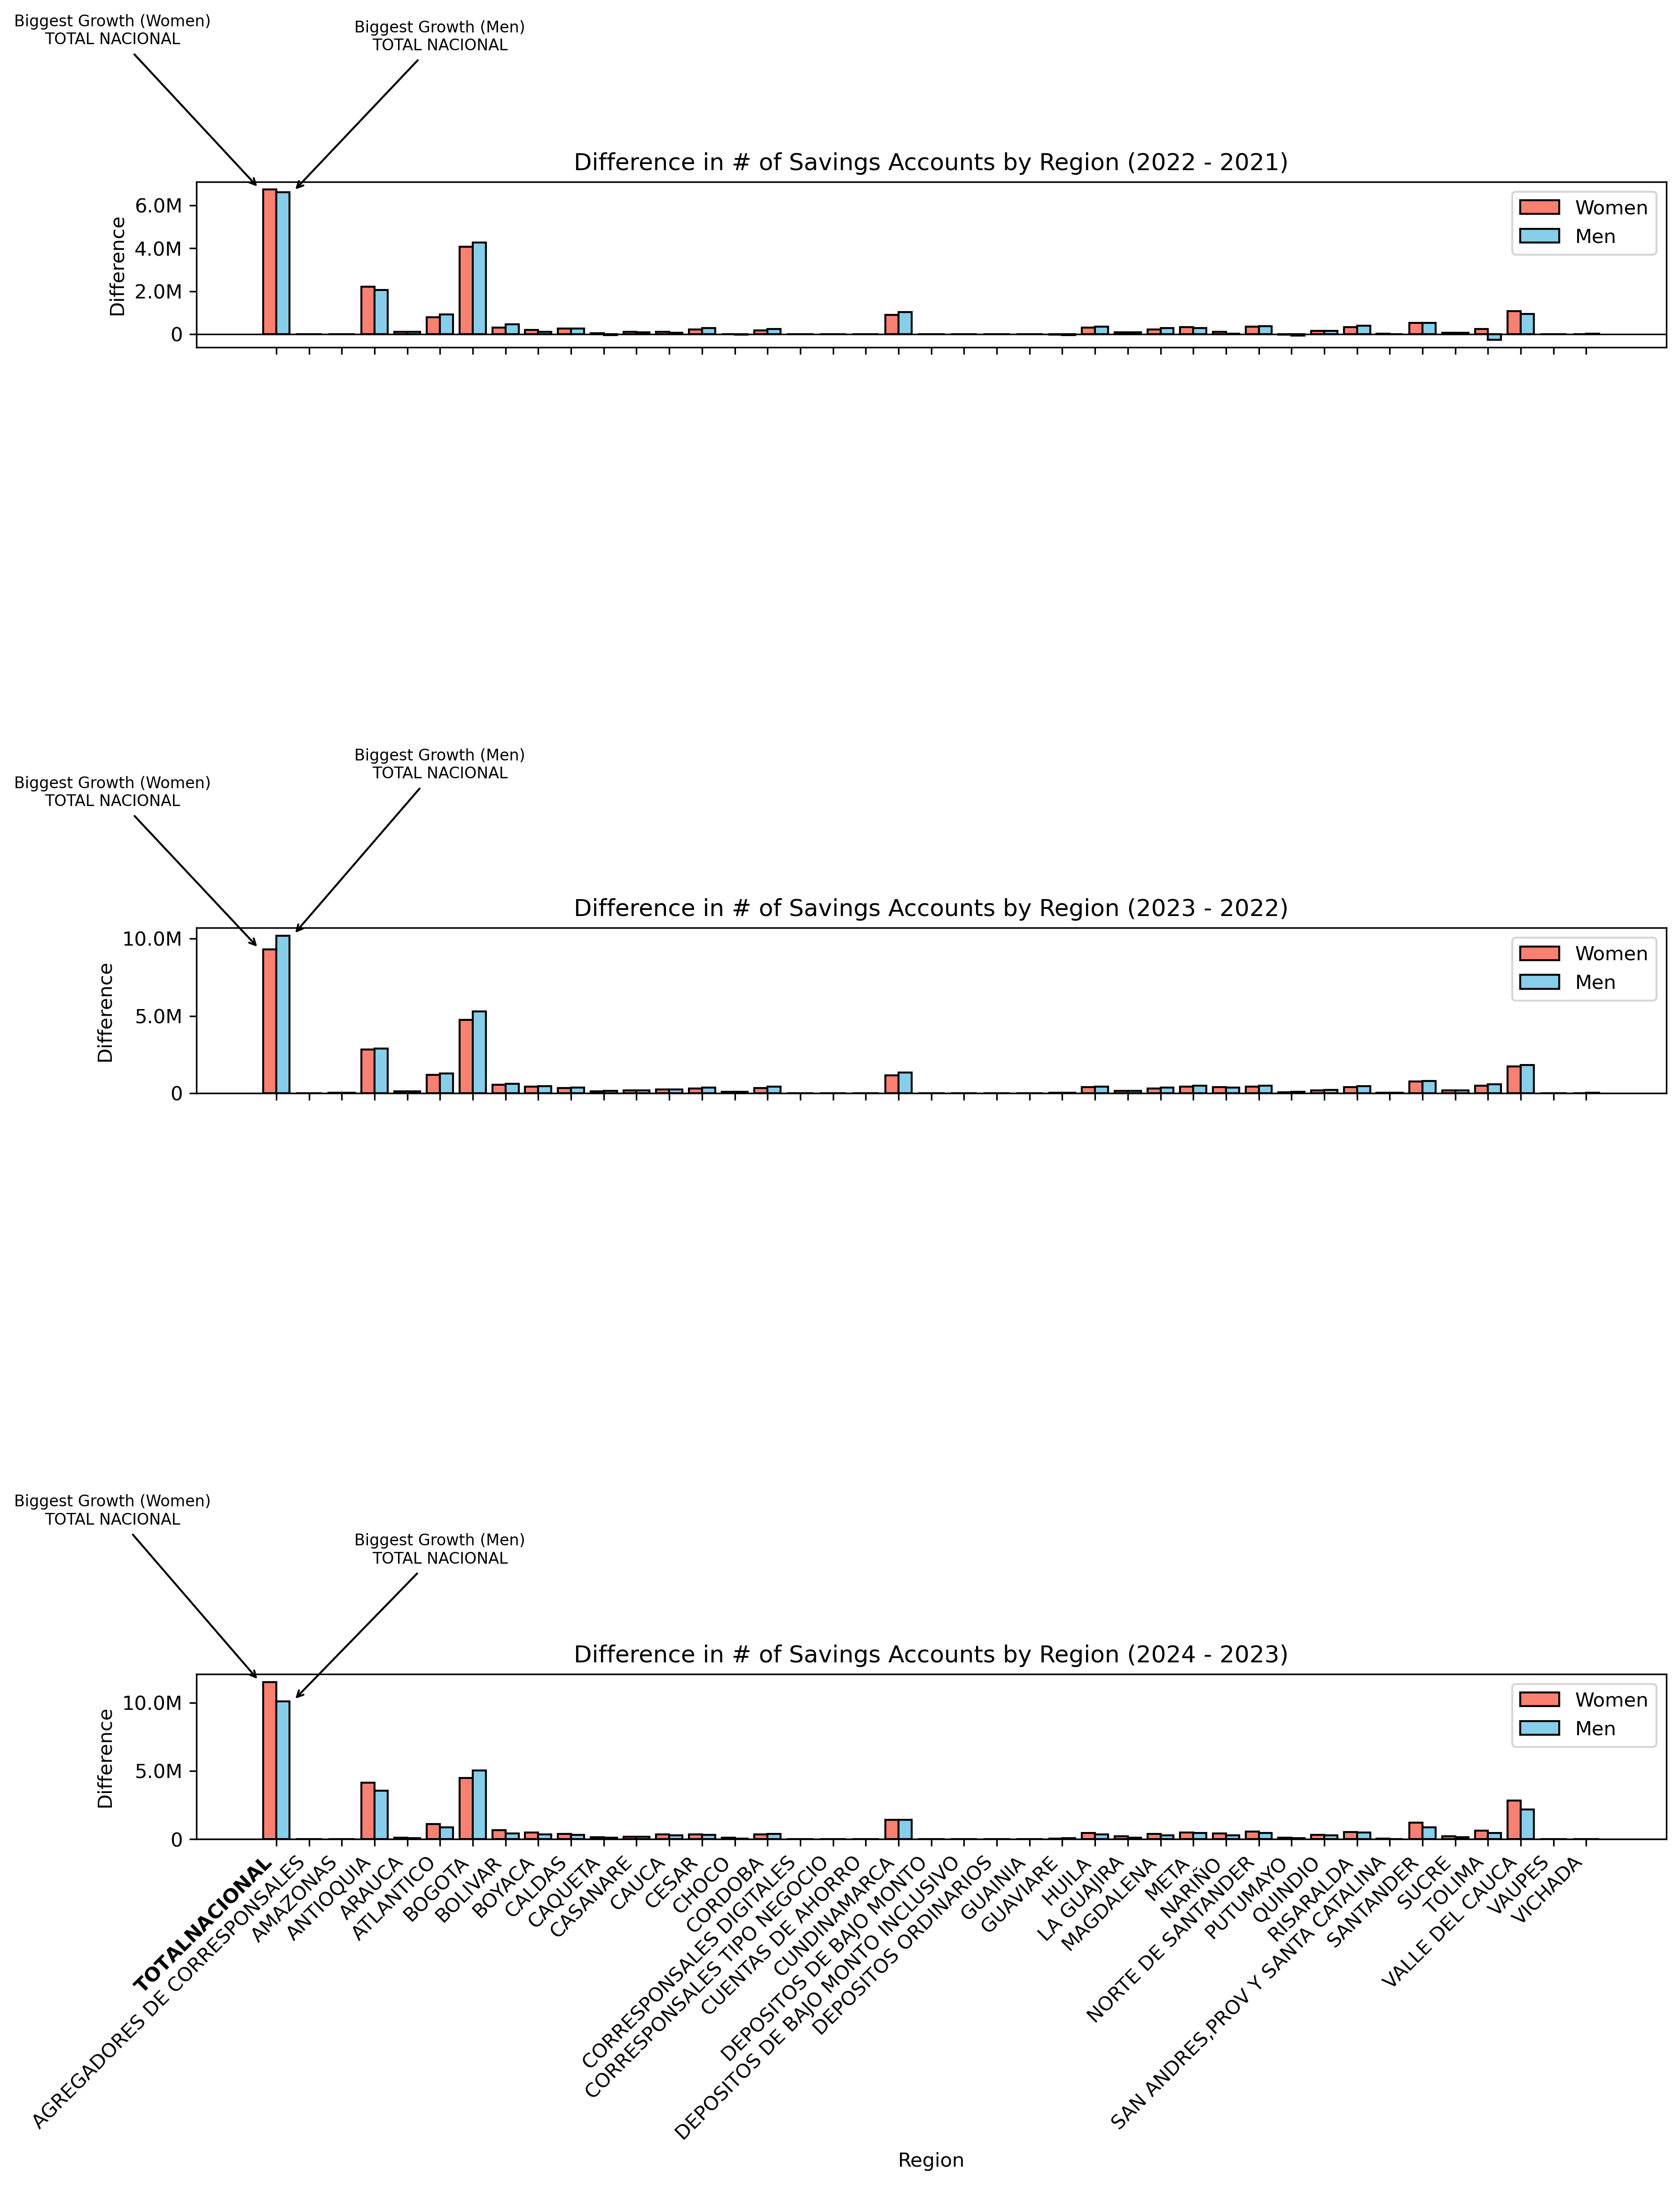 Biggest Growth (Women)
TOTAL NACIONAL
Biggest Growth (Men)
TOTAL NACIONAL
Difference in # of Savings Accounts by Region (2022 - 2021)
Difference
6.0M
4.0M
2.0M
0
Women
Men
Biggest Growth (Women)
TOTAL NACIONAL
Biggest Growth (Men)
TOTAL NACIONAL
Difference in # of Savings Accounts by Region (2023 - 2022)
Difference
10.0M
5.0M
0
Women
Men
Biggest Growth (Women)
TOTAL NACIONAL
Biggest Growth (Men)
TOTAL NACIONAL
Difference in # of Savings Accounts by Region (2024 - 2023)
Difference
10.0M
5.0M
0
Women
Men
TOTALNACIONAL
AGREGADORES DE CORRESPONSALES
AMAZONAS
ANTIOQUIA
ARAUCA
ATLANTICO
BOGOTA
BOLIVAR
BOYACA
CALDAS
CAQUETA
CASANARE
CAUCA
CESAR
CHOCO
CORDOBA
CORRESPONSALES DIGITALES
CORRESPONSALES TIPO NEGOCIO
CUENTAS DE AHORRO
CUNDINAMARCA
DEPOSITOS DE BAJO MONTO
DEPOSITOS DE BAJO MONTO INCLUSIVO
DEPOSITOS ORDINARIOS
GUAINIA
GUAVIARE
HUILA
LA GUAJIRA
MAGDALENA
META
NARIÑO
NORTE DE SANTANDER
PUTUMAYO
QUINDIO
RISARALDA
SAN ANDRES,PROV Y SANTA CATALINA
SANTANDER
SUCRE
TOLIMA
VALLE DEL CAUCA
VAUPES
VICHADA
Region